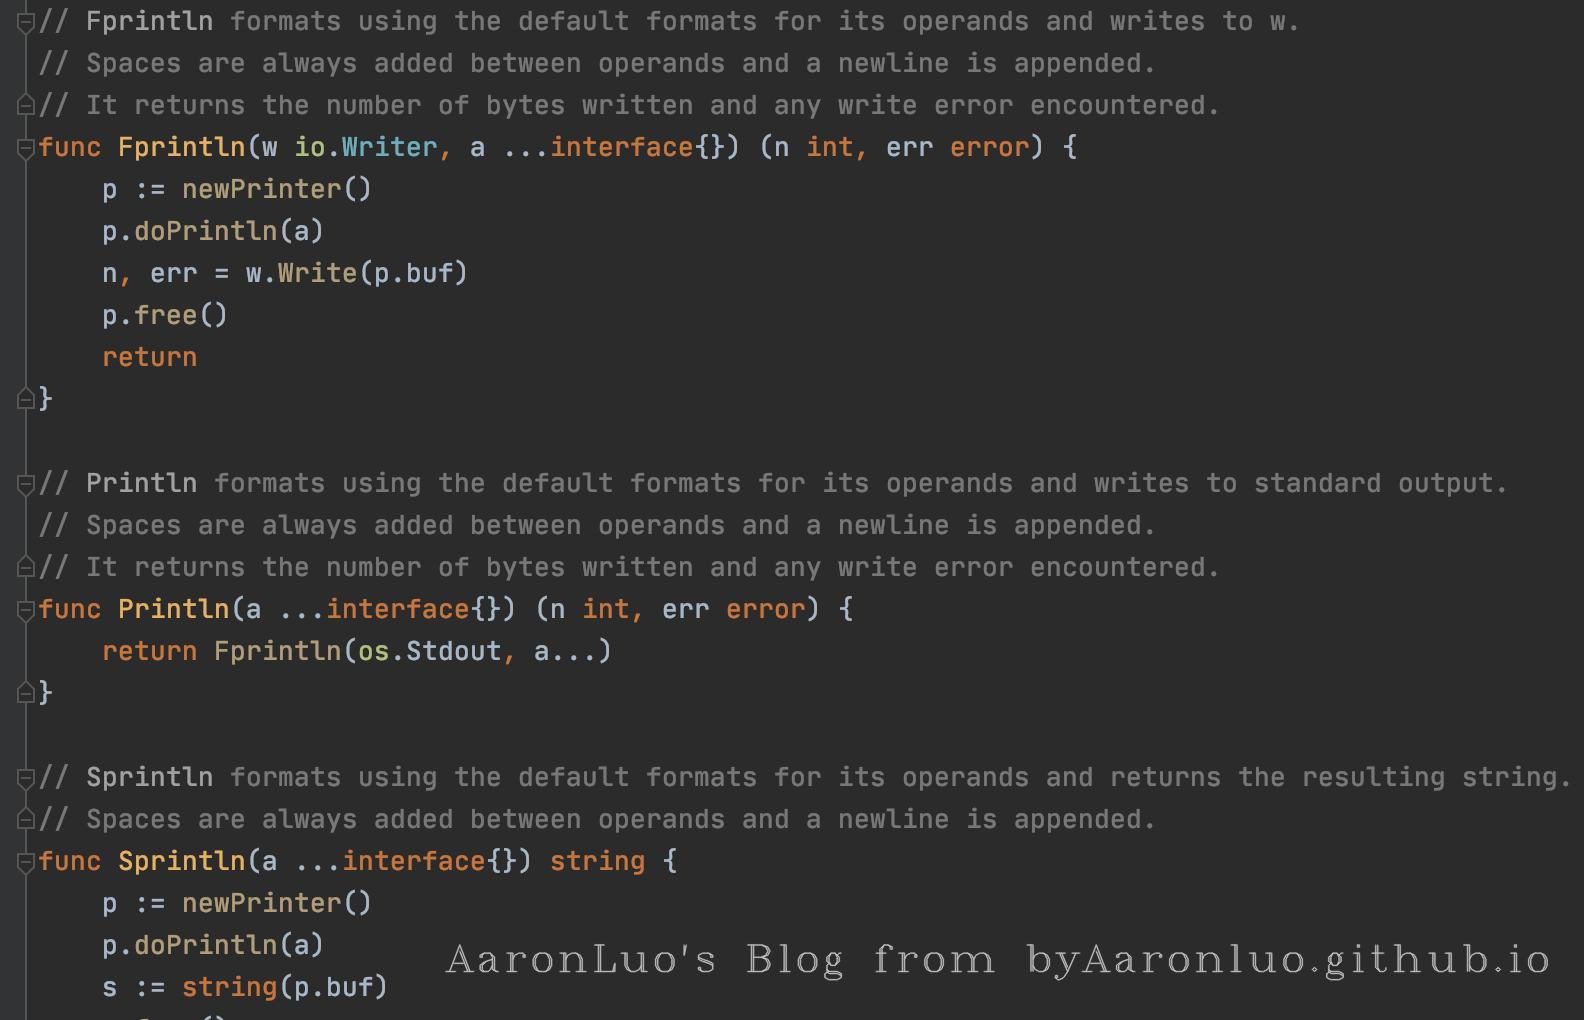 // Fprintln formats using the default formats for its operands and writes to w.
// Spaces are always added between operands and a newline is appended.
// It returns the number of bytes written and any write error encountered.
func Fprintln(w io.Writer, a ...interface{}) (n int, err error) {
    p := newPrinter()
    p.doPrintln(a)
    n, err = w.Write(p.buf)
    p.free()
    return
}
// Println formats using the default formats for its operands and writes to standard output.
// Spaces are always added between operands and a newline is appended.
// It returns the number of bytes written and any write error encountered.
func Println(a ...interface{}) (n int, err error) {
    return Fprintln(os.Stdout, a...)
}
// Sprintln formats using the default formats for its operands and returns the resulting string.
// Spaces are always added between operands and a newline is appended.
func Sprintln(a ...interface{}) string {
    p := newPrinter()
    p.doPrintln(a)
AaronLuo's Blog from byAaronluo.github.io
    s := string(p.buf)